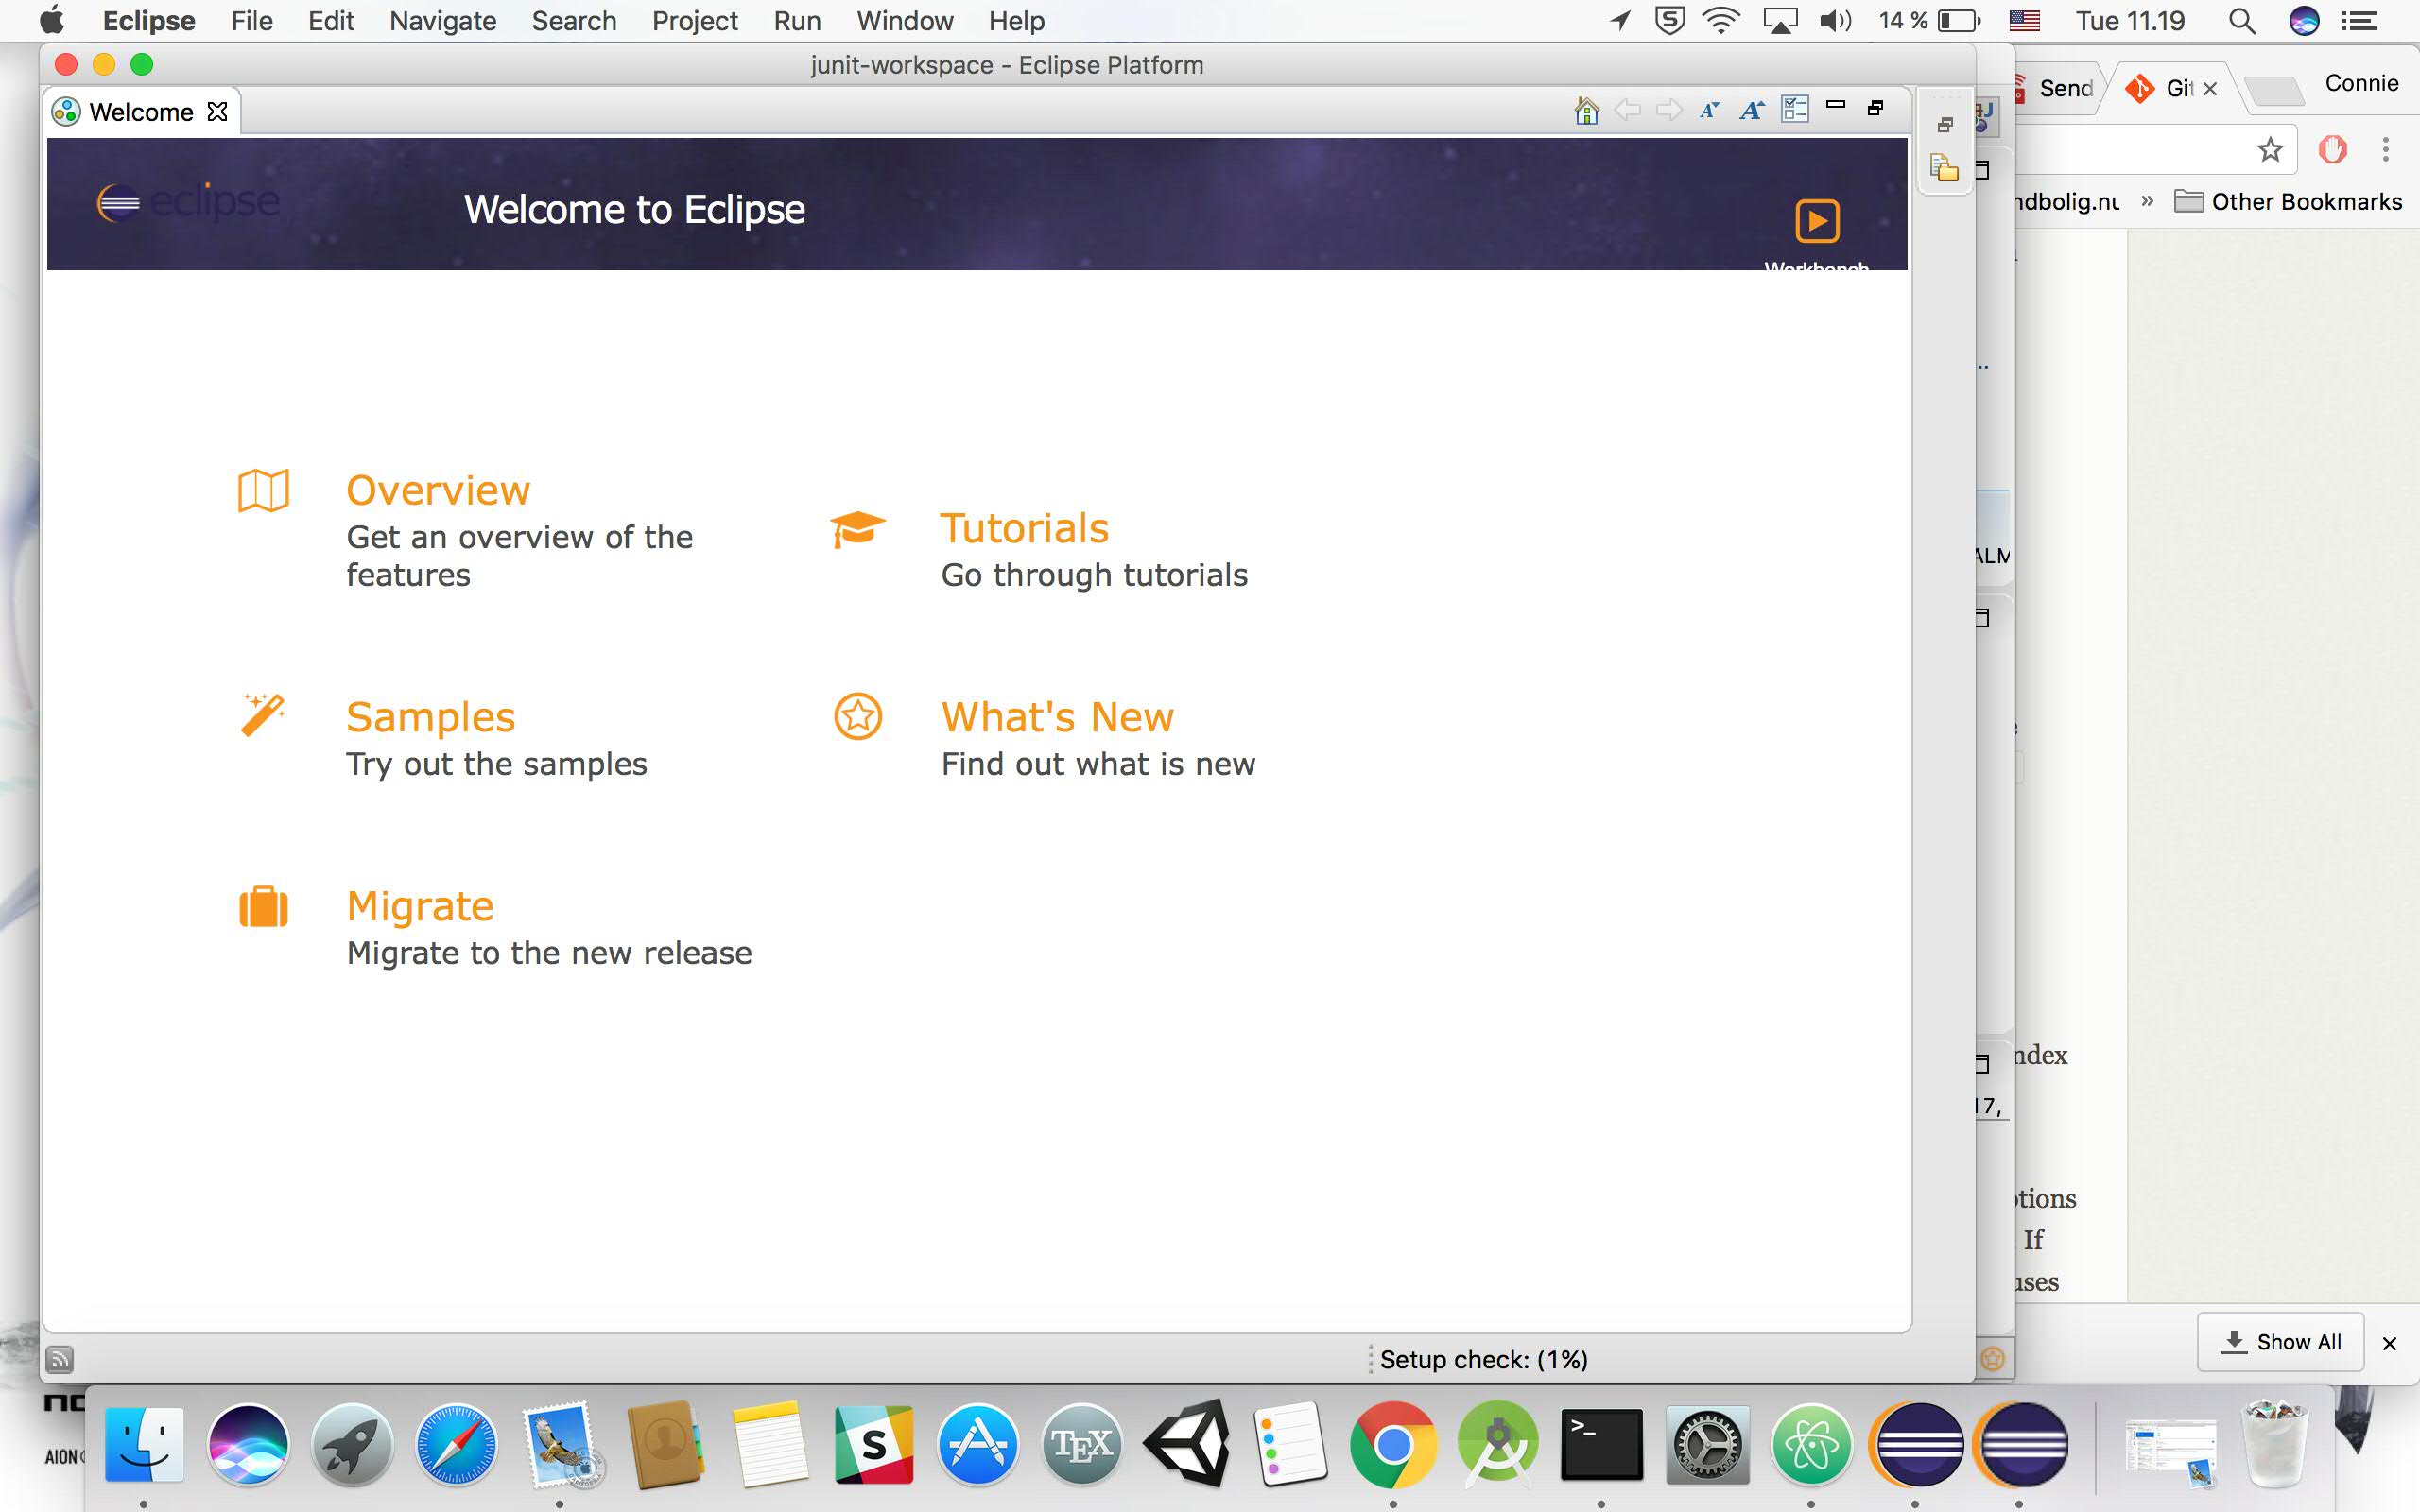 Eclipse File Edit Navigate Search Project Run Window Help 14 % Tue 11.19
junit-workspace - Eclipse Platform
Send Git Connie
Welcome
ndbolig.nu » Other Bookmarks
eclipse
Welcome to Eclipse
Workbench
Overview
Get an overview of the
features
Tutorials
Go through tutorials
Samples
Try out the samples
What's New
Find out what is new
Migrate
Migrate to the new release
ALM
ndex
17,
tions
If
uses
Setup check: (1%)
Show All
AION
TEX
S
>_